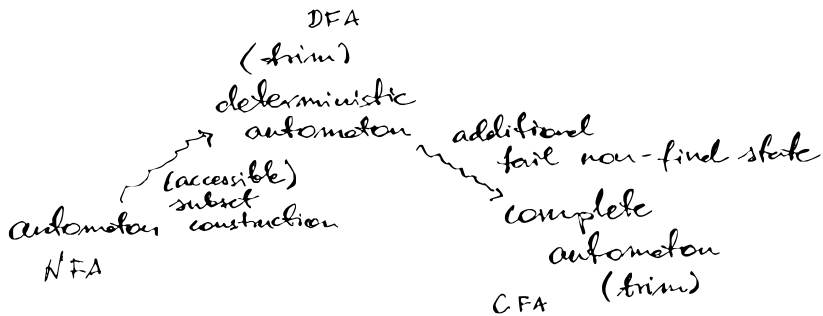 DFA
(trim)
deterministic
automaton
additional
fail non-final state
(accessible)
subset
construction
automaton
NFA
complete
automaton
(trim)
CFA